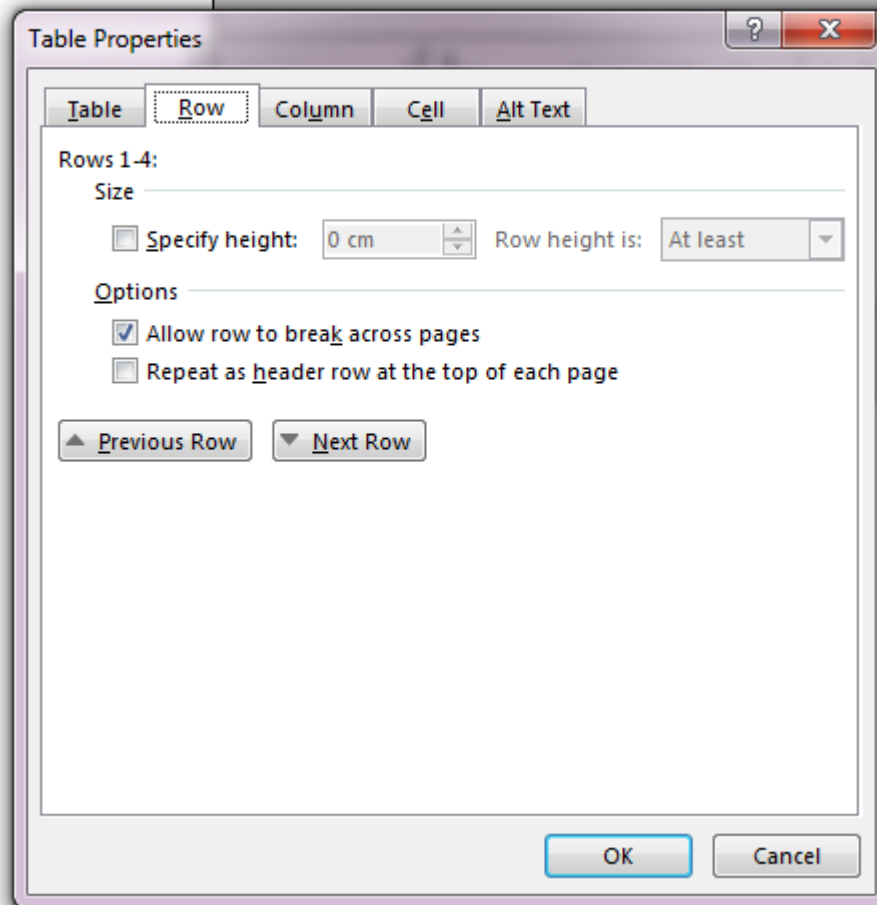 Table Properties
Table Row Column Cell Alt Text
Rows 1-4:
Size
Specify height: 0 cm Row height is: At least
Options
Allow row to break across pages
Repeat as header row at the top of each page
Previous Row Next Row
OK Cancel